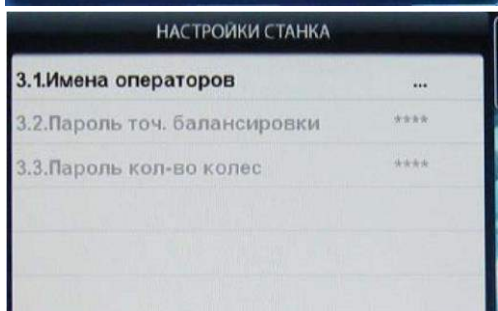 НАСТРОЙКИ СТАНКА
3.1.Имена операторов ...
3.2.Пароль точ. балансировки ****
3.3.Пароль кол-во колес ****